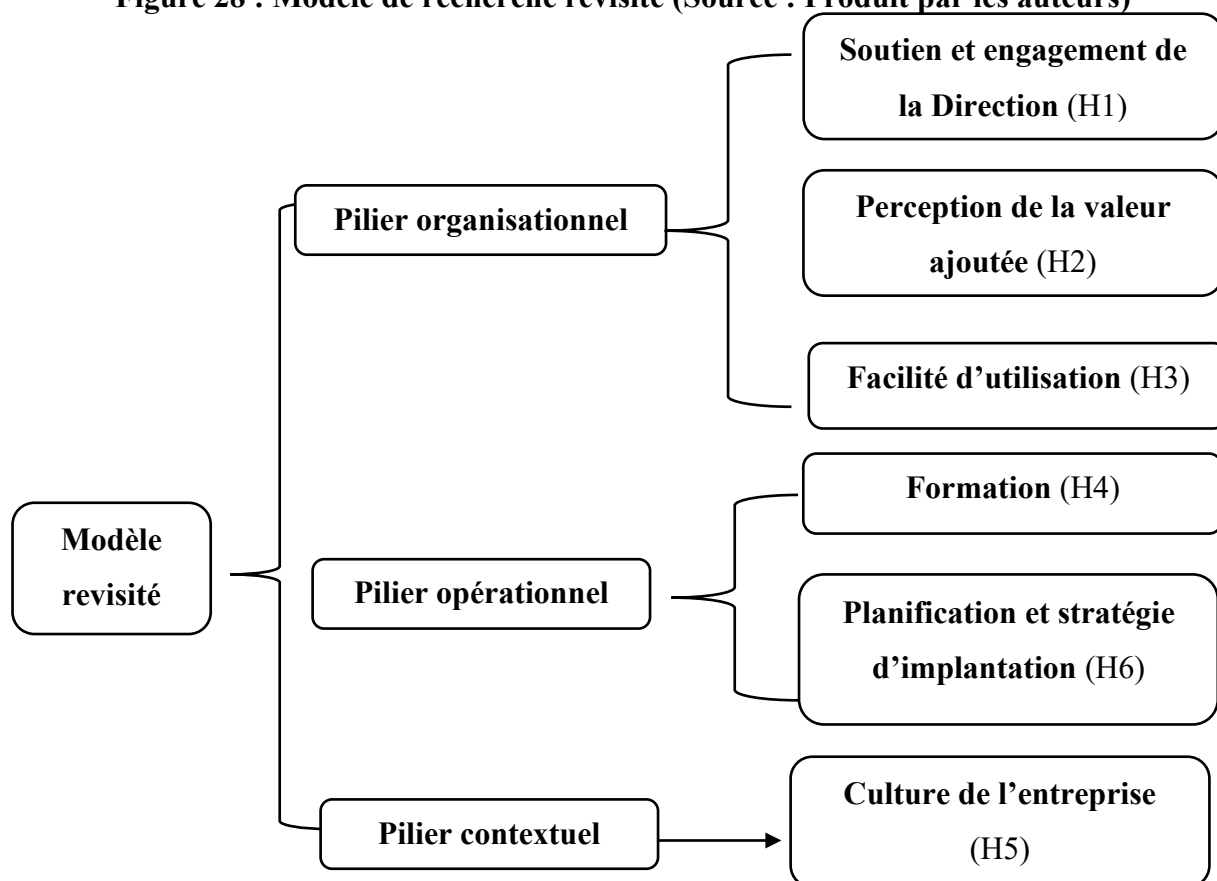 Figure 28 : Modèle de recherche revisité (Source : Produit par les auteurs)
Soutien et engagement de
la Direction (H1)
Pilier organisationnel
Perception de la valeur
ajoutée (H2)
Facilité d’utilisation (H3)
Modèle
revisité
Pilier opérationnel
Formation (H4)
Planification et stratégie
d’implantation (H6)
Pilier contextuel
Culture de l’entreprise
(H5)